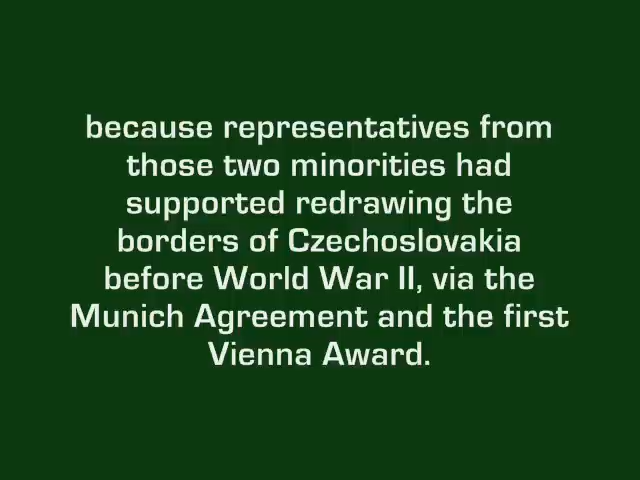 because representatives from
those two minorities had
supported redrawing the
borders of Czechoslovakia
before World War II, via the
Munich Agreement and the first
Vienna Award.